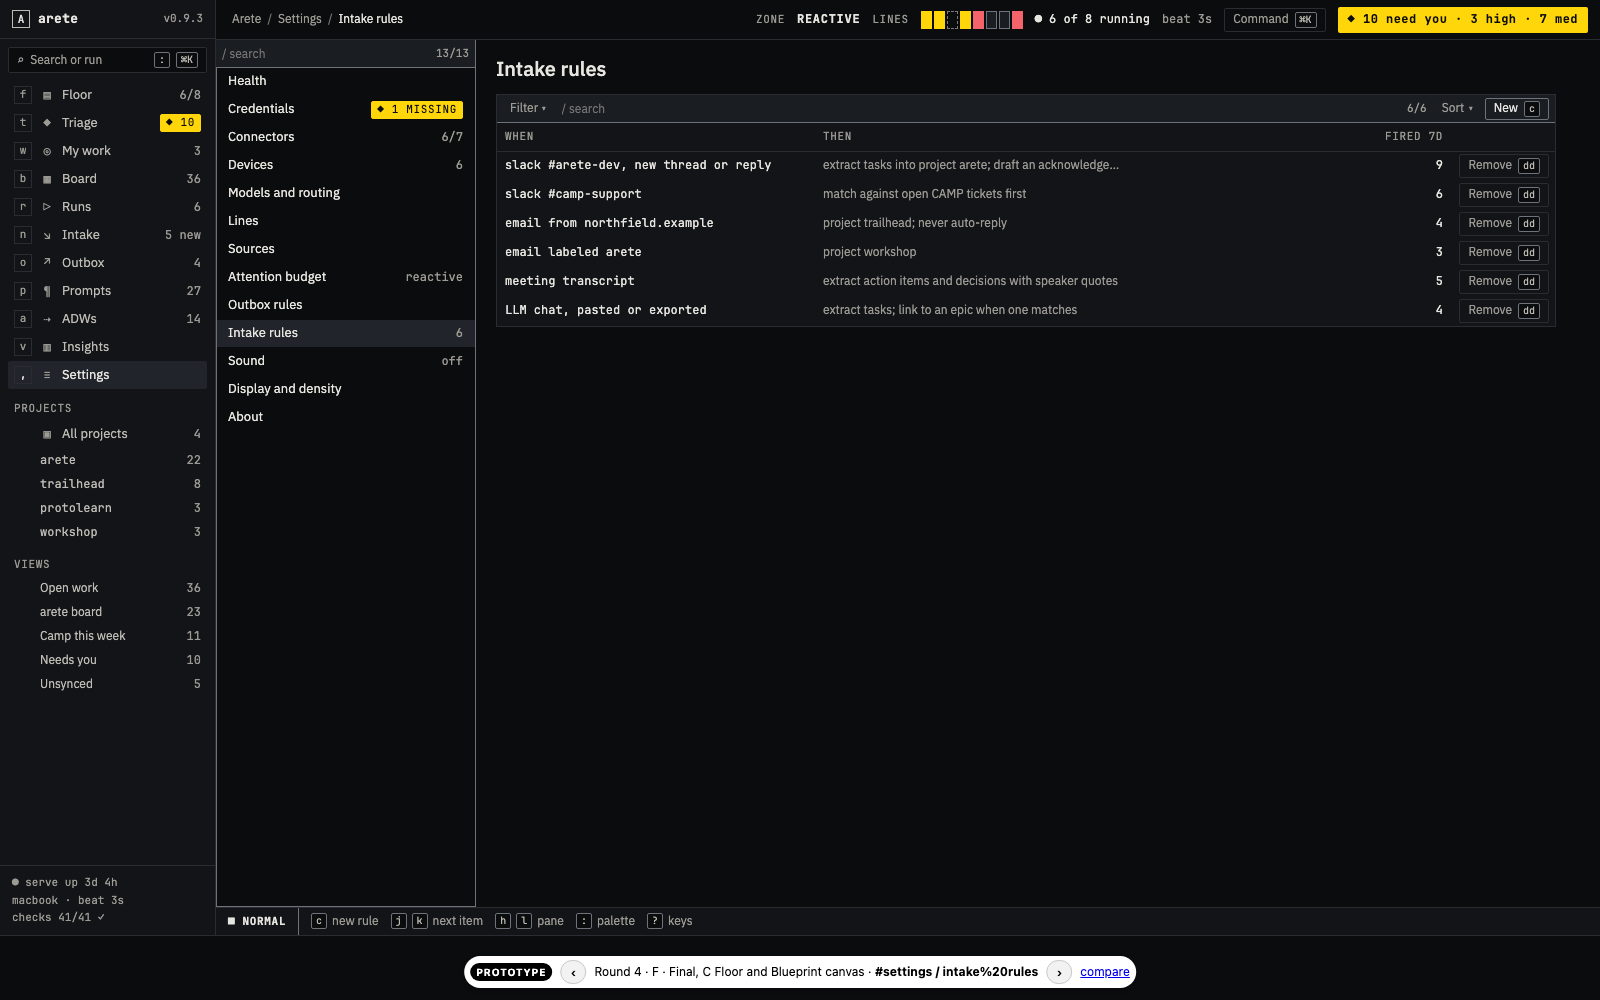 A arete v0.9.3
Search or run : ⌘K
f Floor 6/8
t Triage ◆ 10
w My work 3
b Board 36
r Runs 6
n Intake 5 new
o Outbox 4
p Prompts 27
a ADWs 14
v Insights
, Settings
PROJECTS
All projects 4
arete 22
trailhead 8
protolearn 3
workshop 3
VIEWS
Open work 36
arete board 23
Camp this week 11
Needs you 10
Unsynced 5
● serve up 3d 4h
macbook · beat 3s
checks 41/41 ✓
Arete / Settings / Intake rules
ZONE REACTIVE LINES ● 6 of 8 running beat 3s Command ⌘K ◆ 10 need you · 3 high · 7 med
/ search 13/13
Health
Credentials ◆ 1 MISSING
Connectors 6/7
Devices 6
Models and routing
Lines
Sources
Attention budget reactive
Outbox rules
Intake rules 6
Sound off
Display and density
About
Intake rules
Filter ▾ / search 6/6 Sort ▾ New c
WHEN THEN FIRED 7D
slack #arete-dev, new thread or reply extract tasks into project arete; draft an acknowledge… 9 Remove dd
slack #camp-support match against open CAMP tickets first 6 Remove dd
email from northfield.example project trailhead; never auto-reply 4 Remove dd
email labeled arete project workshop 3 Remove dd
meeting transcript extract action items and decisions with speaker quotes 5 Remove dd
LLM chat, pasted or exported extract tasks; link to an epic when one matches 4 Remove dd
■ NORMAL c new rule j k next item h l pane : palette ? keys
PROTOTYPE ‹ Round 4 · F · Final, C Floor and Blueprint canvas · #settings / intake%20rules › compare